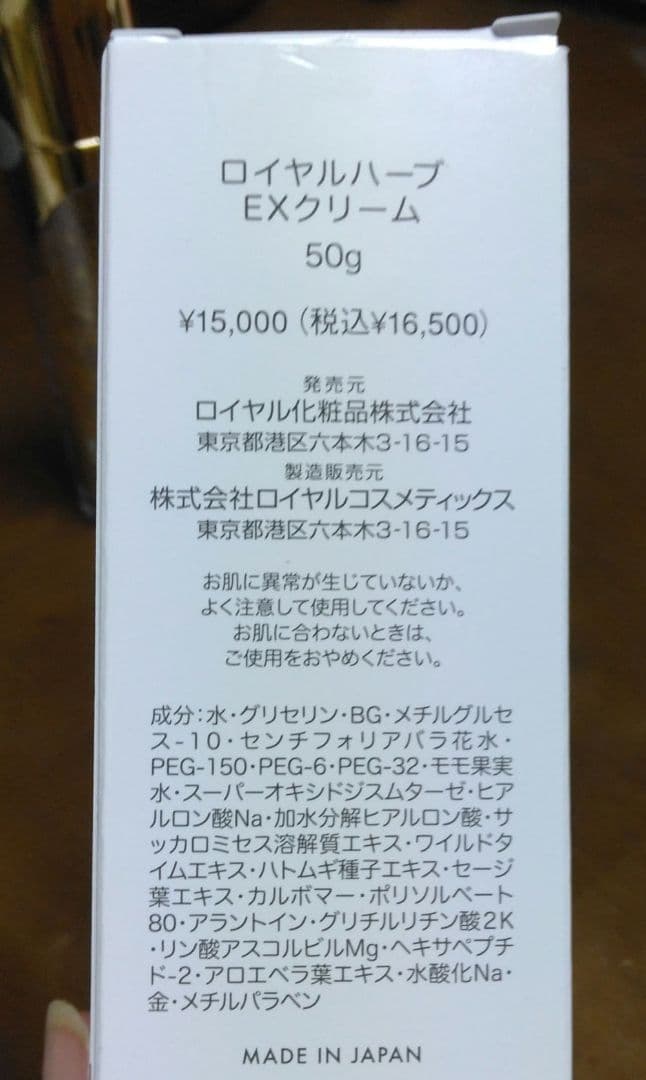 ロイヤルハーブ
EXクリーム
50g
¥15,000（税込¥16,500）
発売元
ロイヤル化粧品株式会社
東京都港区六本木3-16-15
製造販売元
株式会社ロイヤルコスメティックス
東京都港区六本木3-16-15
お肌に異常が生じていないか、
よく注意して使用してください。
お肌に合わないときは、
ご使用をおやめください。
成分：水・グリセリン・BG・メチルグルセ
ス-10・センチフォリアバラ花水・
PEG-150・PEG-6・PEG-32・モモ果実
水・スーパーオキシドジスムターゼ・ヒア
ルロン酸Na・加水分解ヒアルロン酸・サ
ッカロミセス溶解質エキス・ワイルドタ
イムエキス・ハトムギ種子エキス・セージ
葉エキス・カルボマー・ポリソルベート
80・アラントイン・グリチルリチン酸2K
・リン酸アスコルビルMg・ヘキサペプチ
ド-2・アロエベラ葉エキス・水酸化Na・
金・メチルパラベン
MADE IN JAPAN